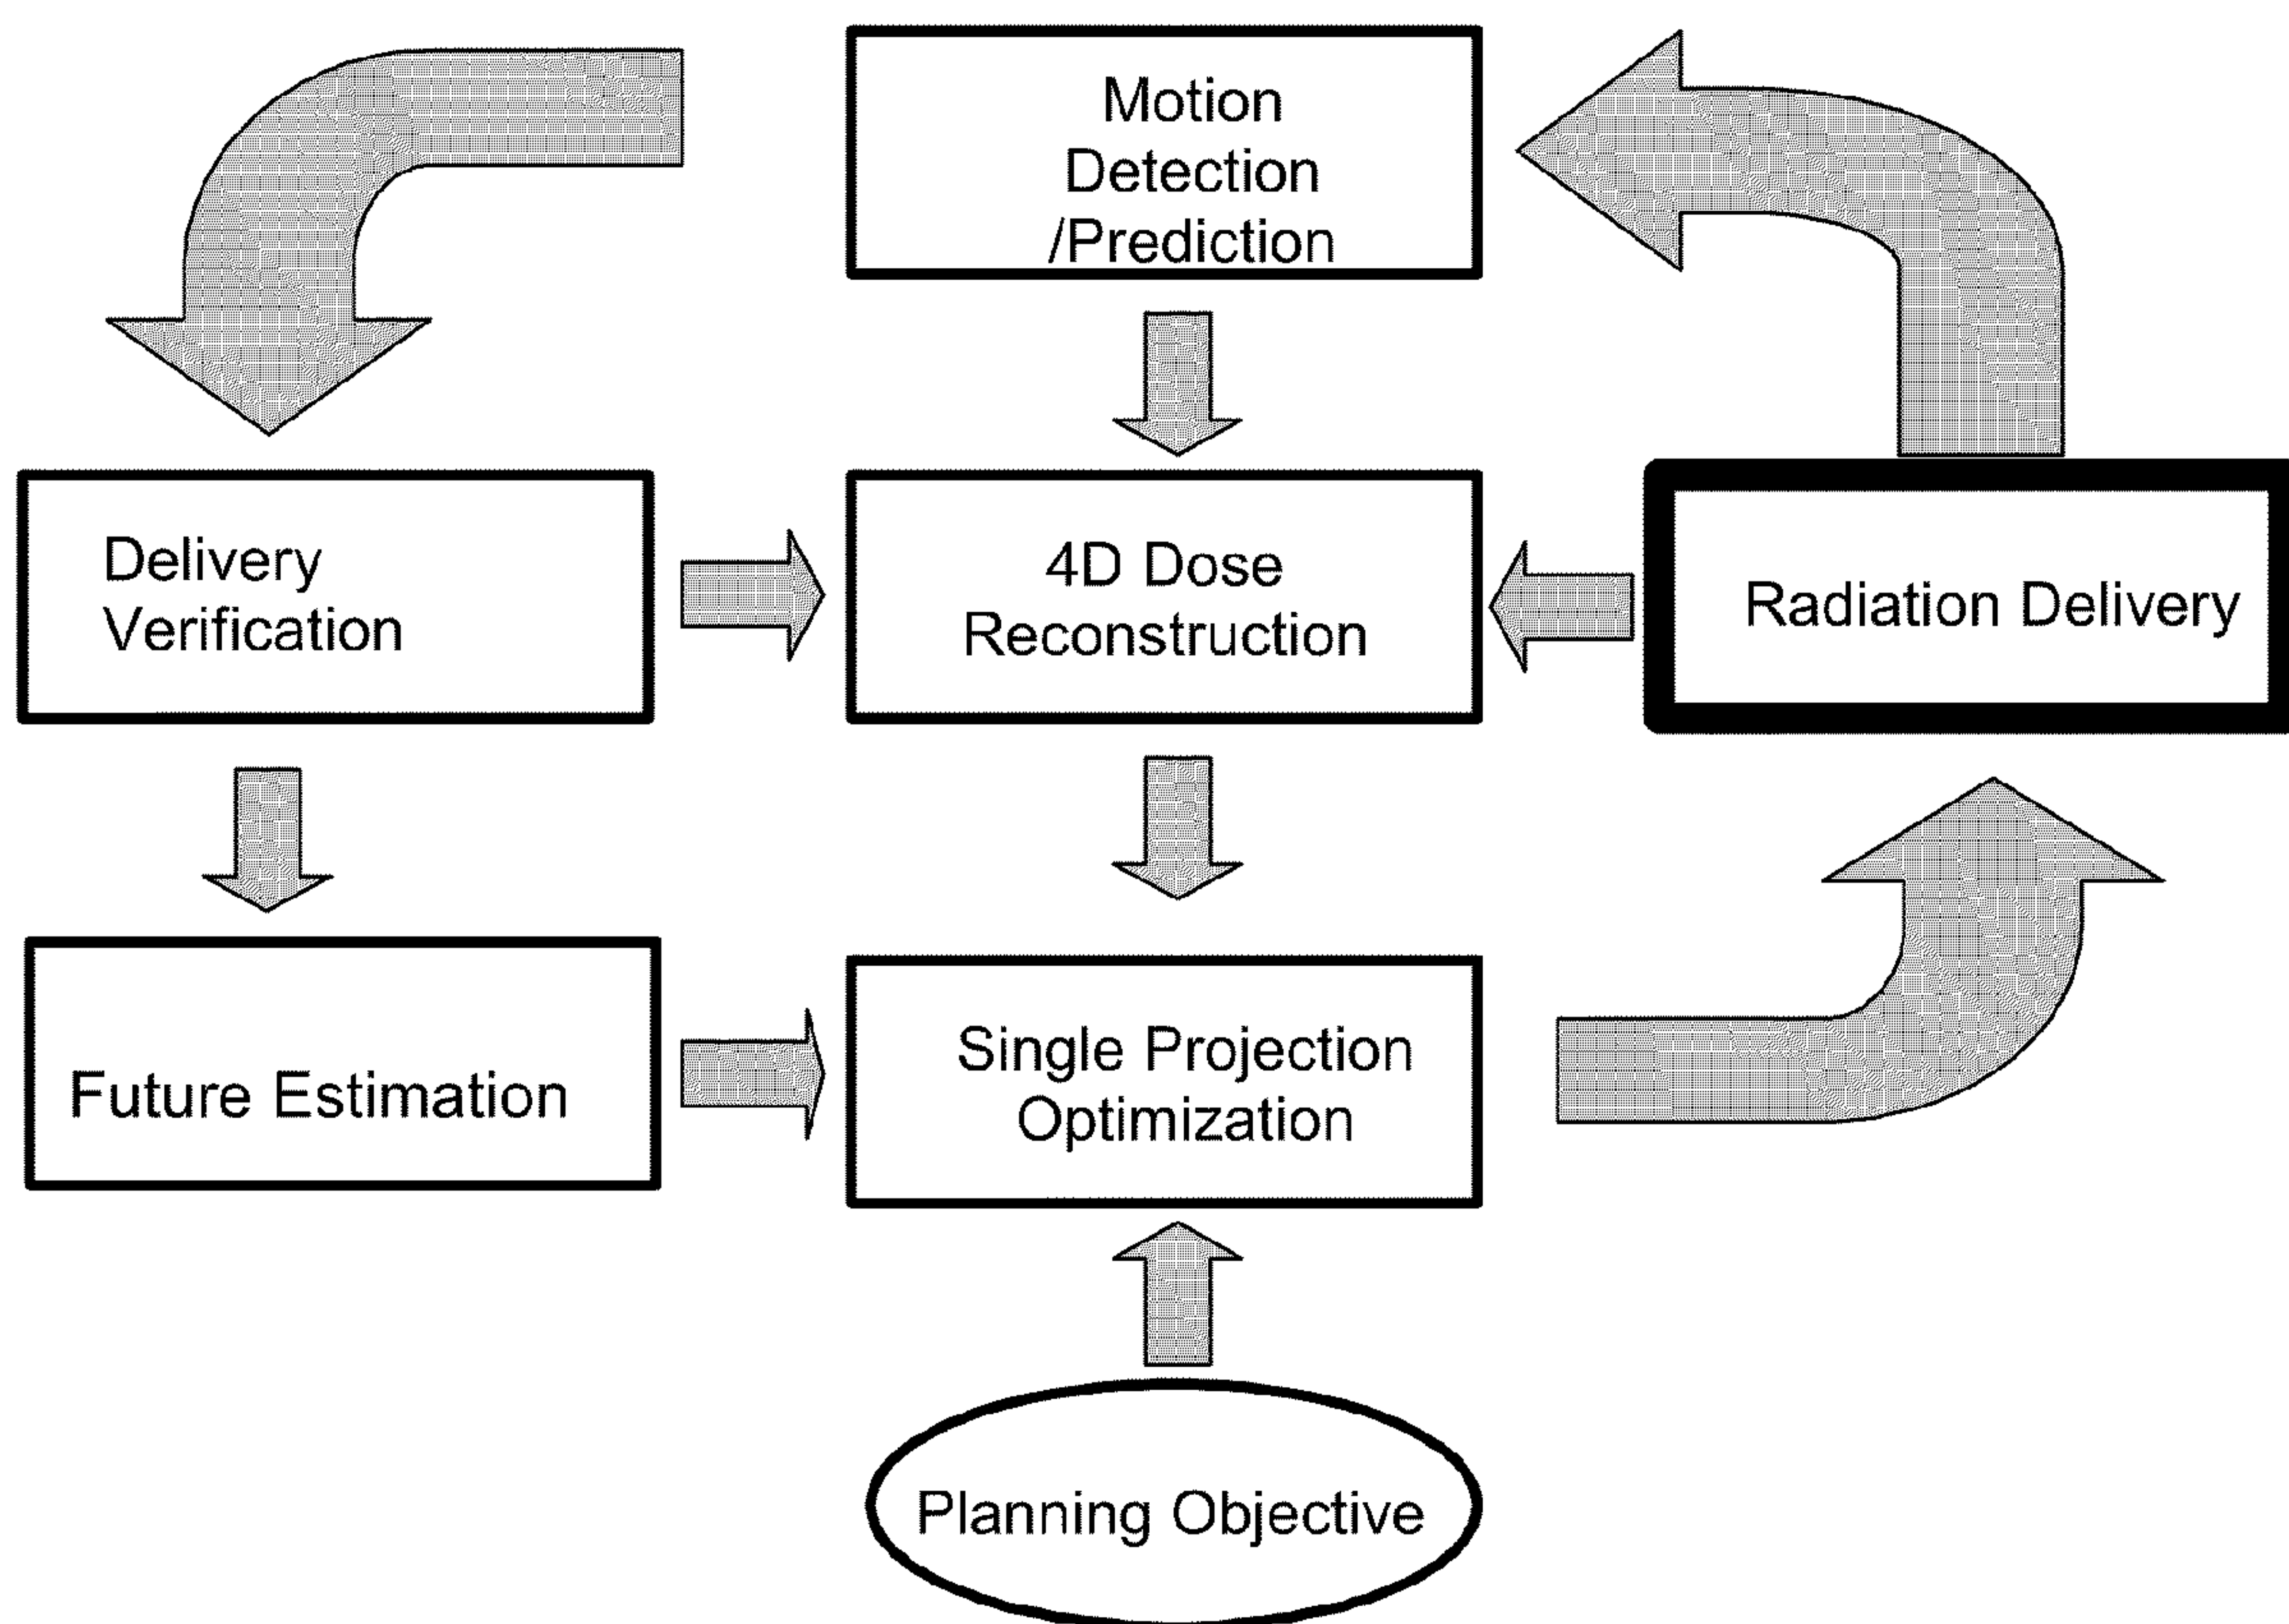 Motion
Detection
/Prediction
Delivery
Verification
4D Dose
Reconstruction
Radiation Delivery
Future Estimation
Single Projection
Optimization
Planning Objective